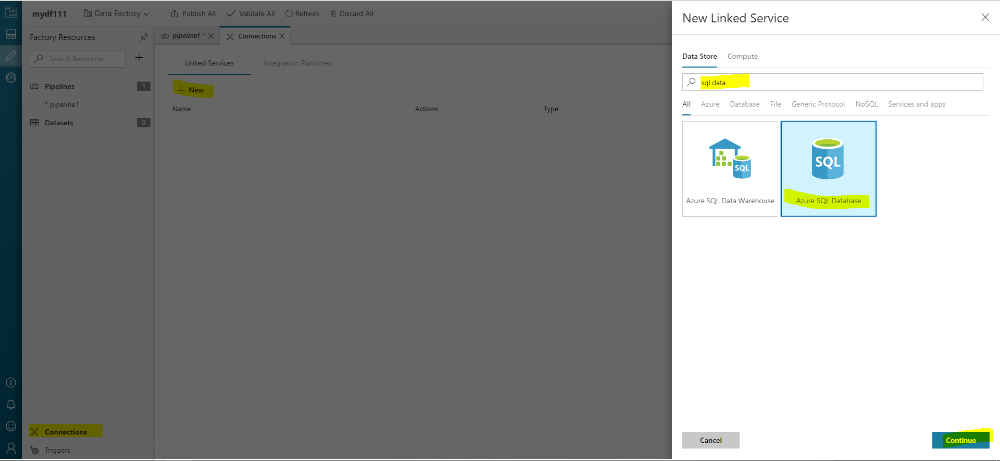 mydf111 Data Factory Publish All Validate All Refresh Discard All
New Linked Service
Factory Resources
pipeline1 * Connections
Search Resources
Linked Services Integration Runtimes
Data Store Compute
sql data
Pipelines 1
* pipeline1
Datasets 0
+ New
Name Actions Type
All Azure Database File Generic Protocol NoSQL Services and apps
SQL
SQL
Azure SQL Data Warehouse Azure SQL Database
Connections
Triggers
Cancel Continue